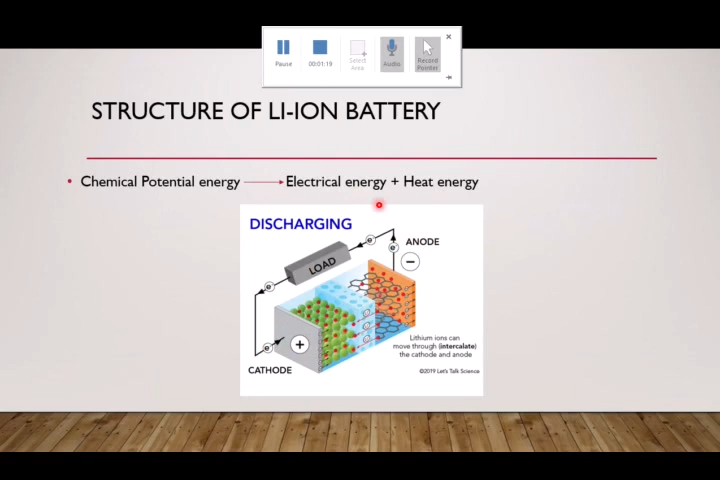 Pause
00:01:19
Select
Area
Audio
Record
Pointer
STRUCTURE OF LI-ION BATTERY
• Chemical Potential energy → Electrical energy + Heat energy
DISCHARGING
e
e
ANODE
−
LOAD
e
e
+
CATHODE
Lithium ions can
move through (intercalate)
the cathode and anode
©2019 Let's Talk Science